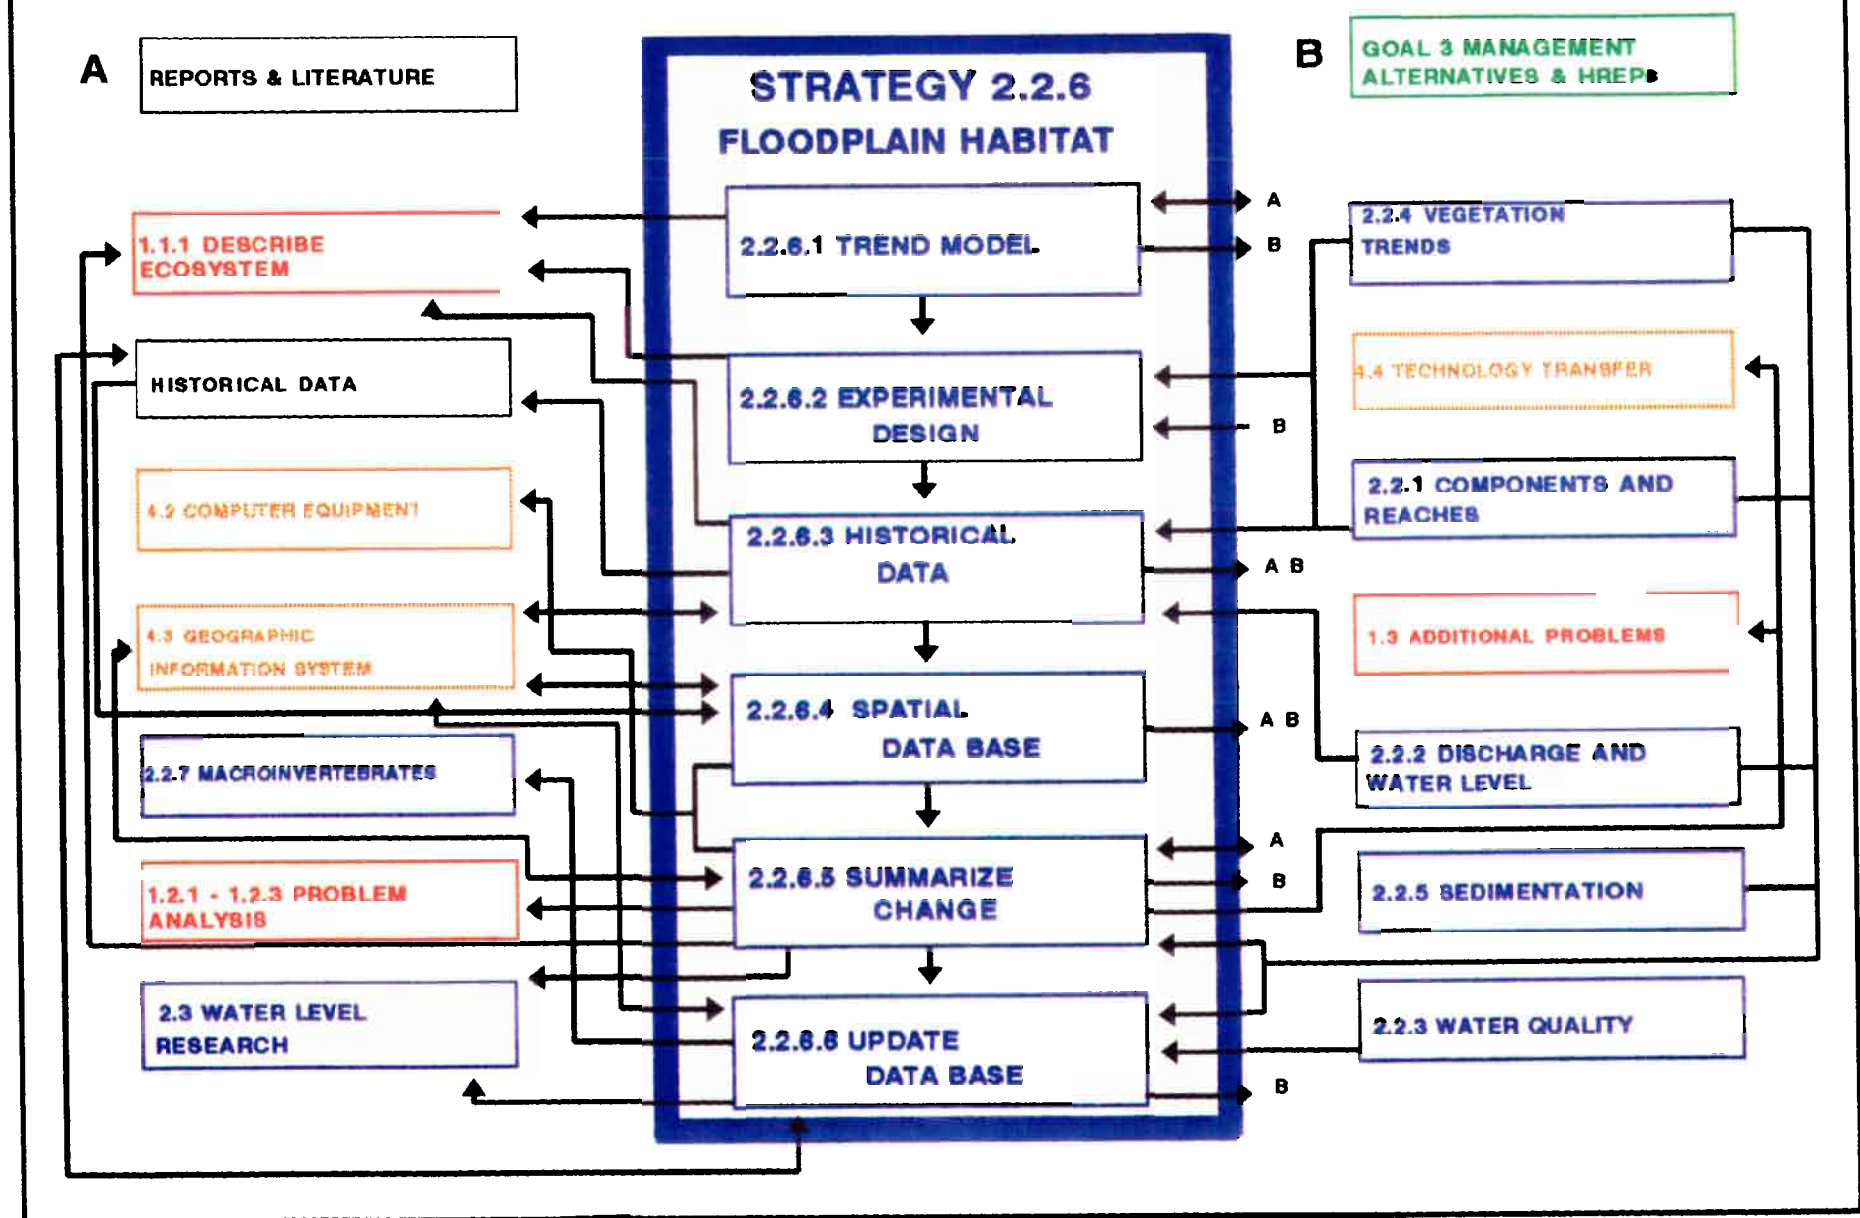 A
REPORTS & LITERATURE
1.1.1 DESCRIBE
ECOSYSTEM
HISTORICAL DATA
4.2 COMPUTER EQUIPMENT
4.3 GEOGRAPHIC
INFORMATION SYSTEM
2.2.7 MACROINVERTEBRATES
1.2.1 - 1.2.3 PROBLEM
ANALYSIS
2.3 WATER LEVEL
RESEARCH
STRATEGY 2.2.6
FLOODPLAIN HABITAT
2.2.6.1 TREND MODEL
A
B
2.2.6.2 EXPERIMENTAL
DESIGN
B
2.2.6.3 HISTORICAL
DATA
A B
2.2.6.4 SPATIAL
DATA BASE
A B
2.2.6.5 SUMMARIZE
CHANGE
A
B
2.2.6.6 UPDATE
DATA BASE
B
B
GOAL 3 MANAGEMENT
ALTERNATIVES & HREPS
2.2.4 VEGETATION
TRENDS
4.4 TECHNOLOGY TRANSFER
2.2.1 COMPONENTS AND
REACHES
1.3 ADDITIONAL PROBLEMS
2.2.2 DISCHARGE AND
WATER LEVEL
2.2.5 SEDIMENTATION
2.2.3 WATER QUALITY